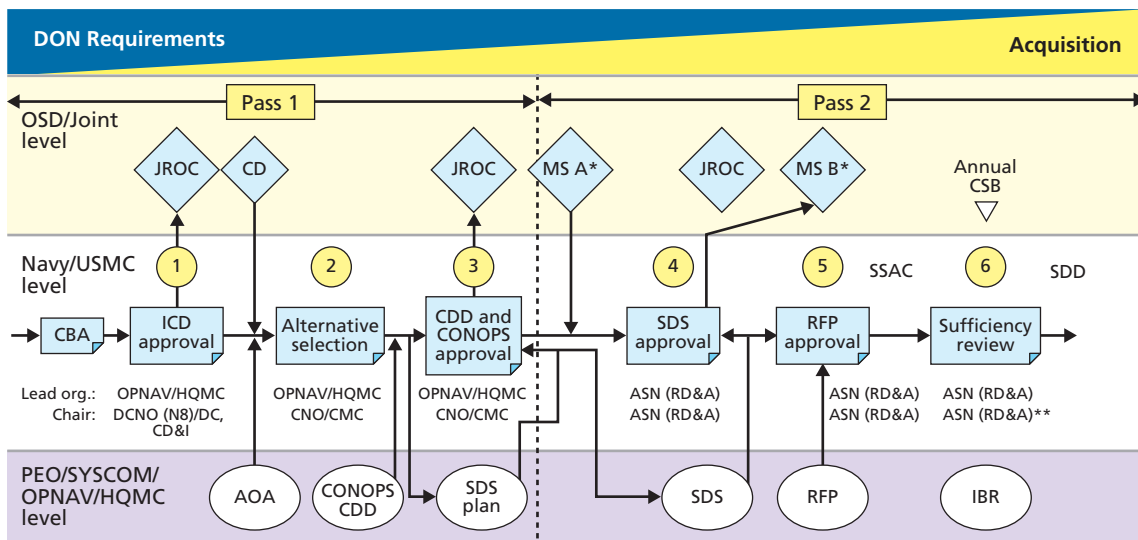 DON Requirements
Acquisition
Pass 1
Pass 2
OSD/Joint
level
JROC
CD
JROC
MS A*
JROC
MS B*
Annual
CSB
Navy/USMC
level
1
2
3
4
5
SSAC
6
SDD
CBA
ICD
approval
Alternative
selection
CDD and
CONOPS
approval
SDS
approval
RFP
approval
Sufficiency
review
Lead org.:
OPNAV/HQMC
OPNAV/HQMC
OPNAV/HQMC
ASN (RD&A)
ASN (RD&A)
ASN (RD&A)
Chair:
DCNO (N8)/DC,
CD&I
CNO/CMC
CNO/CMC
ASN (RD&A)
ASN (RD&A)
ASN (RD&A)**
PEO/SYSCOM/
OPNAV/HQMC
level
AOA
CONOPS
CDD
SDS
plan
SDS
RFP
IBR